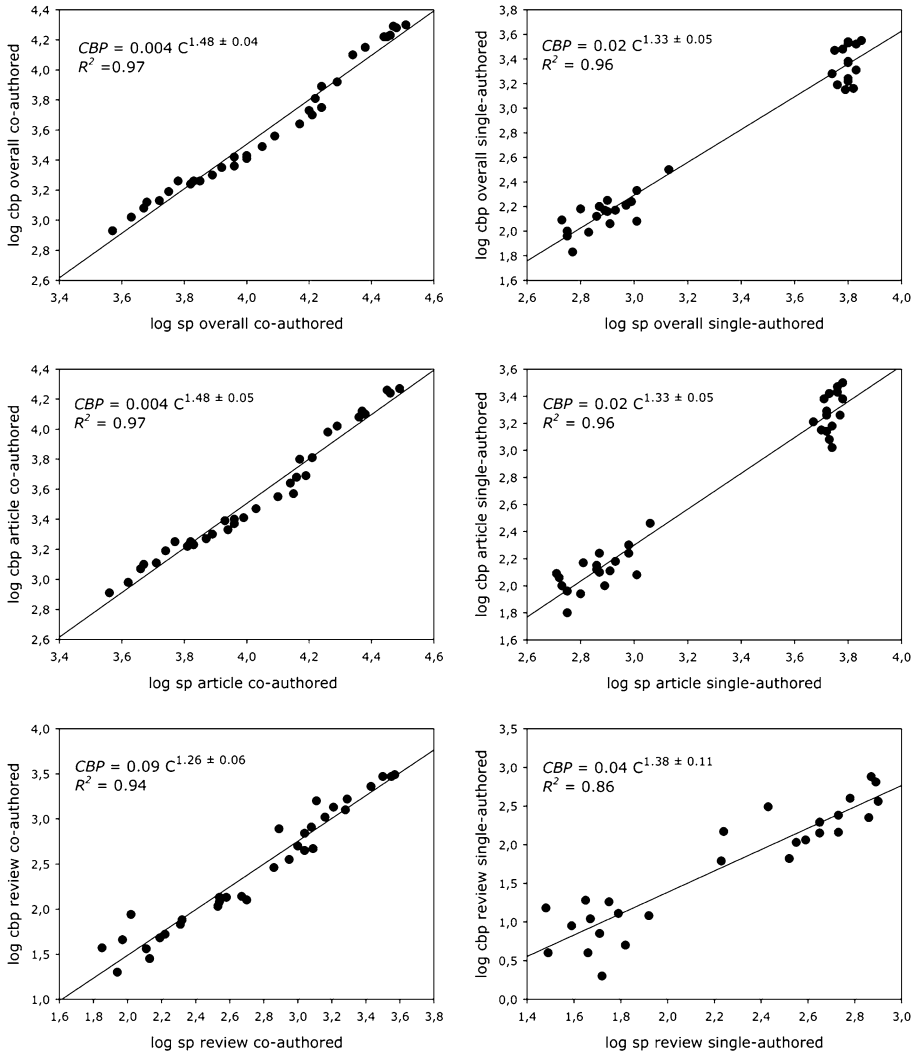 CBP = 0.004 C^1.48 ± 0.04
R² =0.97
log cbp overall co-authored
4,4
4,2
4,0
3,8
3,6
3,4
3,2
3,0
2,8
2,6
3,4 3,6 3,8 4,0 4,2 4,4 4,6
log sp overall co-authored
CBP = 0.02 C^1.33 ± 0.05
R² = 0.96
log cbp overall single-authored
3,8
3,6
3,4
3,2
3,0
2,8
2,6
2,4
2,2
2,0
1,8
1,6
2,6 2,8 3,0 3,2 3,4 3,6 3,8 4,0
log sp overall single-authored
CBP = 0.004 C^1.48 ± 0.05
R² = 0.97
log cbp article co-authored
4,4
4,2
4,0
3,8
3,6
3,4
3,2
3,0
2,8
2,6
3,4 3,6 3,8 4,0 4,2 4,4 4,6
log sp article co-authored
CBP = 0.02 C^1.33 ± 0.05
R² = 0.96
log cbp article single-authored
3,6
3,4
3,2
3,0
2,8
2,6
2,4
2,2
2,0
1,8
1,6
2,6 2,8 3,0 3,2 3,4 3,6 3,8 4,0
log sp article single-authored
CBP = 0.09 C^1.26 ± 0.06
R² = 0.94
log cbp review co-authored
4,0
3,5
3,0
2,5
2,0
1,5
1,0
1,6 1,8 2,0 2,2 2,4 2,6 2,8 3,0 3,2 3,4 3,6 3,8
log sp review co-authored
CBP = 0.04 C^1.38 ± 0.11
R² = 0.86
log cbp review single-authored
3,5
3,0
2,5
2,0
1,5
1,0
0,5
0,0
1,4 1,6 1,8 2,0 2,2 2,4 2,6 2,8 3,0
log sp review single-authored